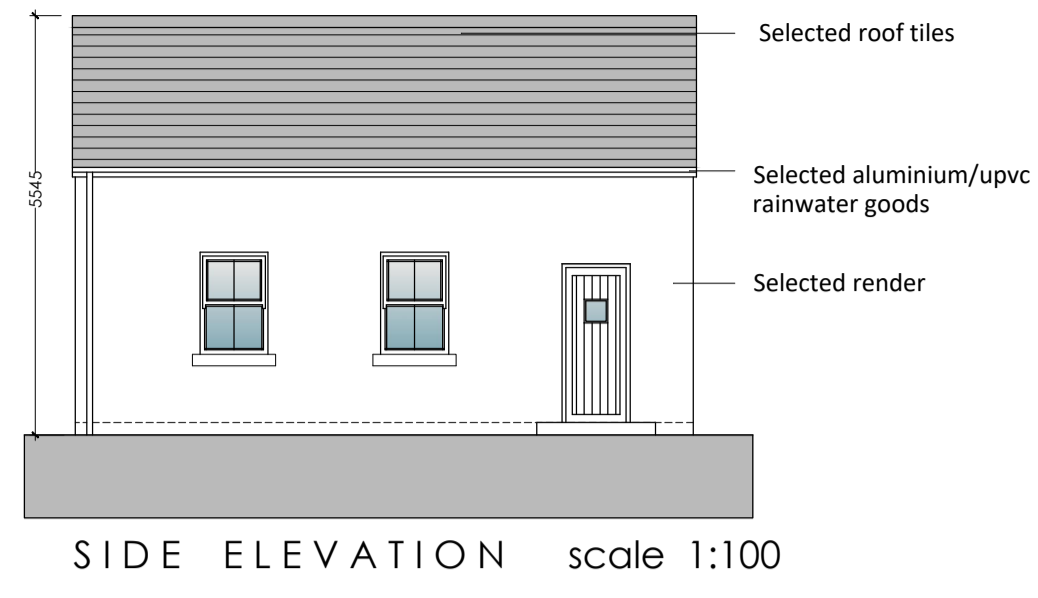 Selected roof tiles
5545
Selected aluminium/upvc
rainwater goods
Selected render
SIDE ELEVATION scale 1:100